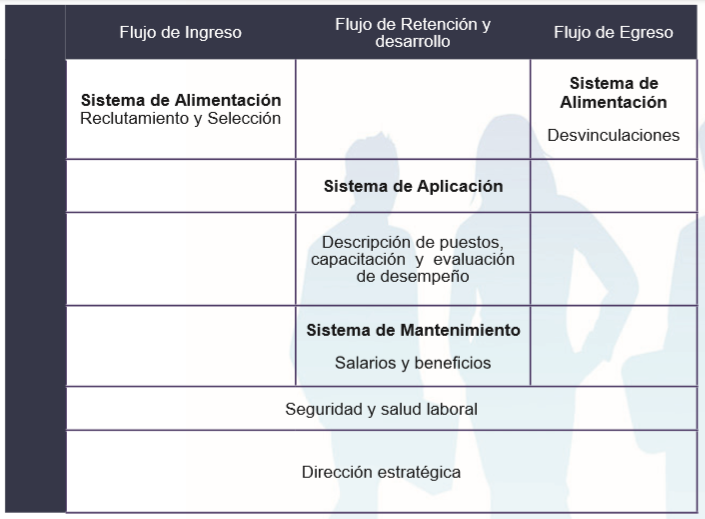 Flujo de Ingreso
Flujo de Retención y
desarrollo
Flujo de Egreso
Sistema de Alimentación
Reclutamiento y Selección
Sistema de
Alimentación
Desvinculaciones
Sistema de Aplicación
Descripción de puestos,
capacitación y evaluación
de desempeño
Sistema de Mantenimiento
Salarios y beneficios
Seguridad y salud laboral
Dirección estratégica